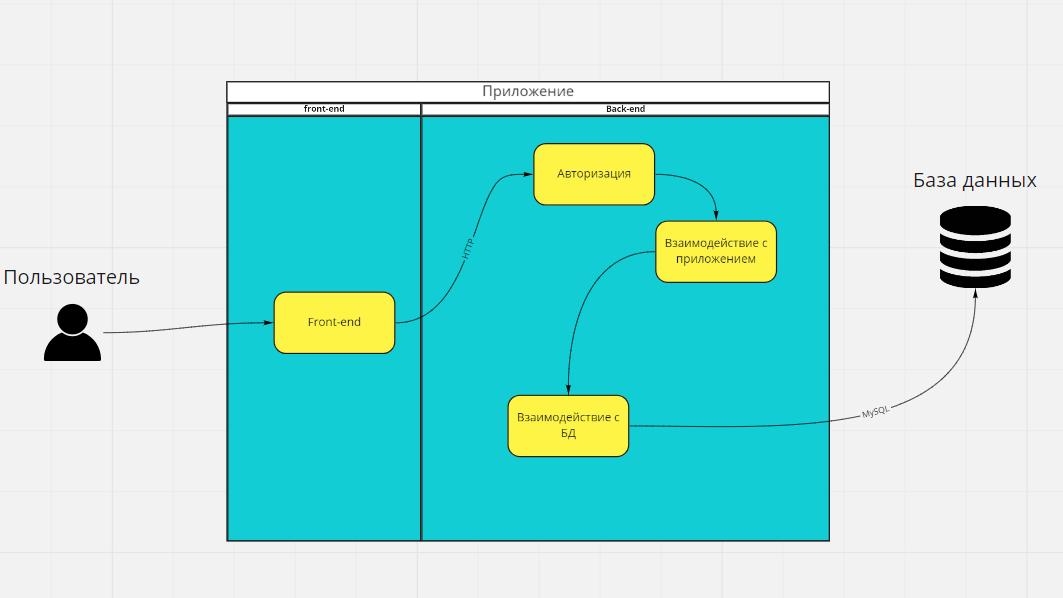 Приложение
front-end
Back-end
Авторизация
База данных
HTTP
Взаимодействие с
приложением
Пользователь
Front-end
Взаимодействие с
БД
MySQL